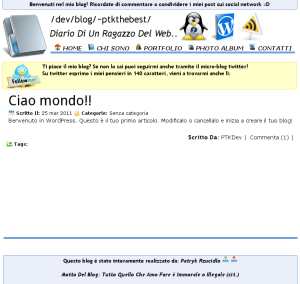 Benvenuti nel mio blog! Ricordate di commentare o condividere i miei post sui social network :D
/dev/blog/~ptkthebest/
Diario Di Un Ragazzo Del Web..
HOME CHI SONO PORTFOLIO PHOTO ALBUM CONTATTI
Ti piace il mio blog? Se non lo sai puoi seguirmi anche tramite il micro-blog twitter!
Su twitter esprimo i miei pensieri in 140 caratteri, vieni a trovarmi anche lì:
Ciao mondo!!
Scritto il: 25 mar 2011 Categorie: Senza categoria
Benvenuto in WordPress. Questo è il tuo primo articolo. Modificalo o cancellalo e inizia a creare il tuo blog!
Scritto Da: PTKDev | Commenta (1) |
Tags:
Questo blog è stato interamente realizzato da: Patryk Rzucidlo
Motto Del Blog: Tutto Quello Che Amo Fare é Immorale o Illegale (cit.)